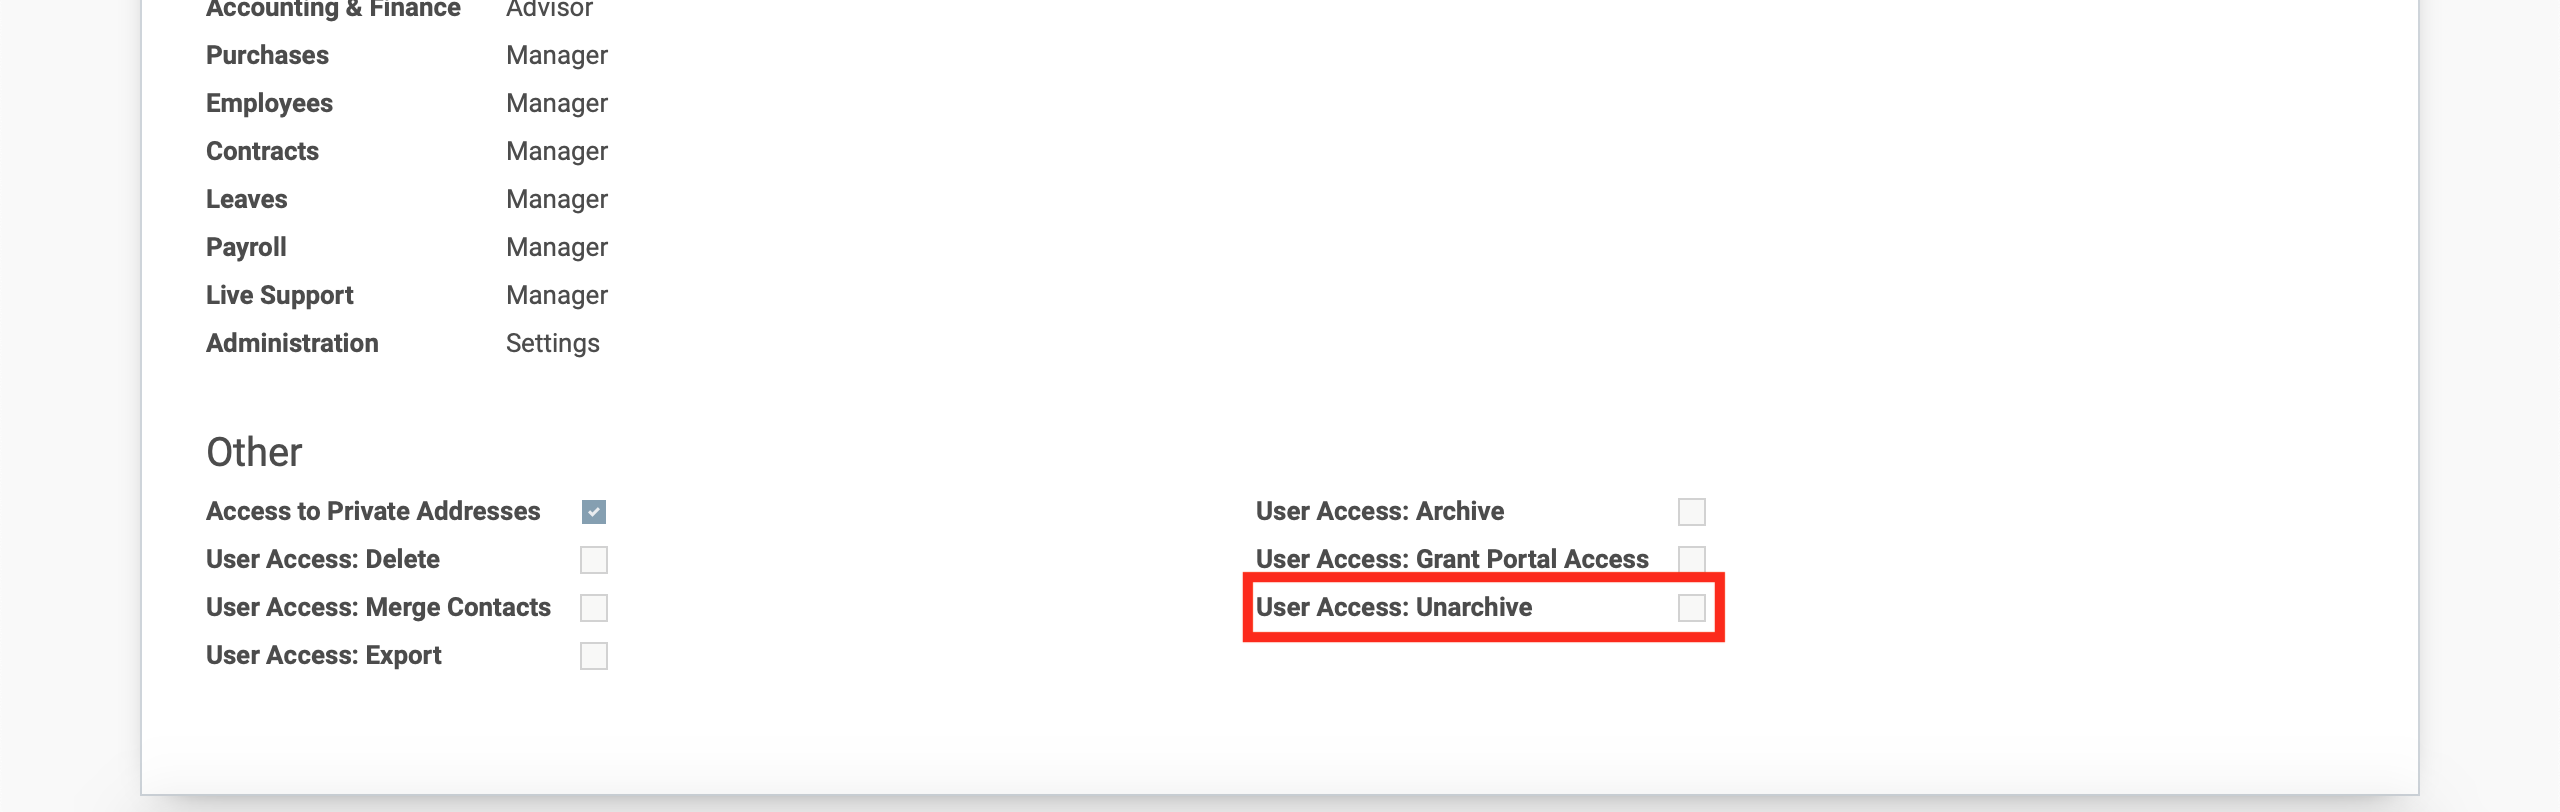 Accounting & Finance Advisor
Purchases Manager
Employees Manager
Contracts Manager
Leaves Manager
Payroll Manager
Live Support Manager
Administration Settings
Other
Access to Private Addresses
User Access: Delete
User Access: Merge Contacts
User Access: Export
User Access: Archive
User Access: Grant Portal Access
User Access: Unarchive